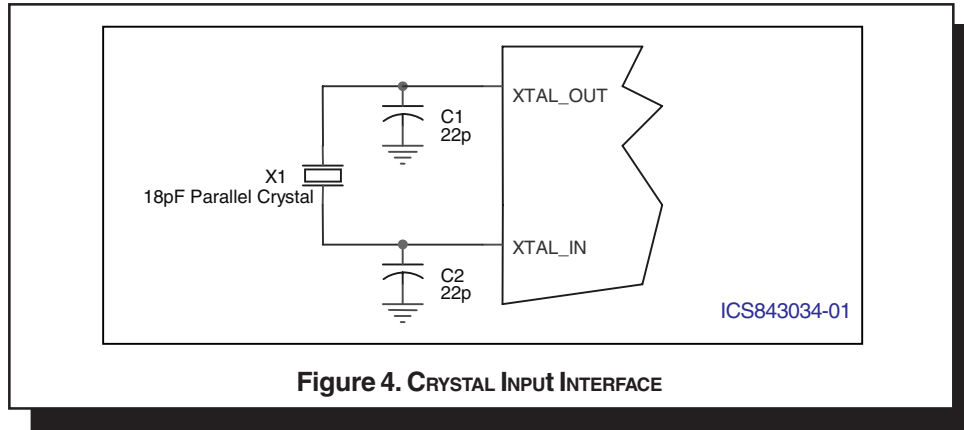 XTAL_OUT
C1
22p
X1
18pF Parallel Crystal
XTAL_IN
C2
22p
ICS843034-01
Figure 4. CRYSTAL INPUt INTERFACE